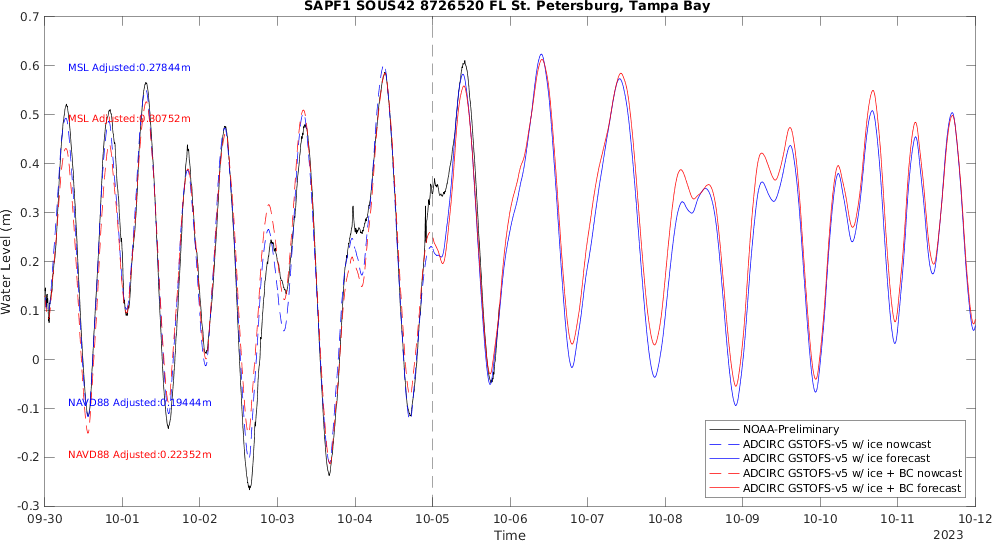 SAPF1 SOUS42 8726520 FL St. Petersburg, Tampa Bay
0.7
0.6
0.5
0.4
0.3
0.2
0.1
0
-0.1
-0.2
-0.3
Water Level (m)
MSL Adjusted:0.27844m
MSL Adjusted:0.30752m
NAVD88 Adjusted:0.19444m
NAVD88 Adjusted:0.22352m
NOAA-Preliminary
ADCIRC GSTOFS-v5 w/ ice nowcast
ADCIRC GSTOFS-v5 w/ ice forecast
ADCIRC GSTOFS-v5 w/ ice + BC nowcast
ADCIRC GSTOFS-v5 w/ ice + BC forecast
09-30 10-01 10-02 10-03 10-04 10-05 10-06 10-07 10-08 10-09 10-10 10-11 10-12
Time
2023